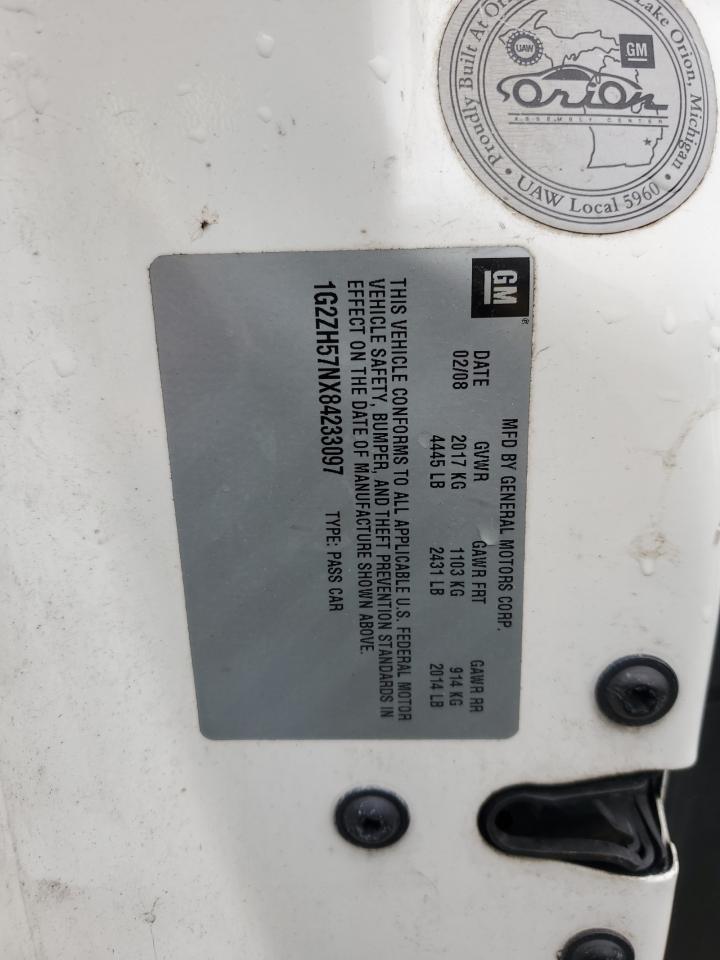 Proudly Built At Orion Lake Orion, Michigan
UAW
GM
Orion
ASSEMBLY CENTER
• UAW Local 5960 •
GM®
MFD BY GENERAL MOTORS CORP.
DATE GVWR GAWR FRT GAWR RR
02/08 2017 KG 1103 KG 914 KG
4445 LB 2431 LB 2014 LB
THIS VEHICLE CONFORMS TO ALL APPLICABLE U.S. FEDERAL MOTOR
VEHICLE SAFETY, BUMPER, AND THEFT PREVENTION STANDARDS IN
EFFECT ON THE DATE OF MANUFACTURE SHOWN ABOVE.
1G2ZH57NX84233097 TYPE: PASS CAR